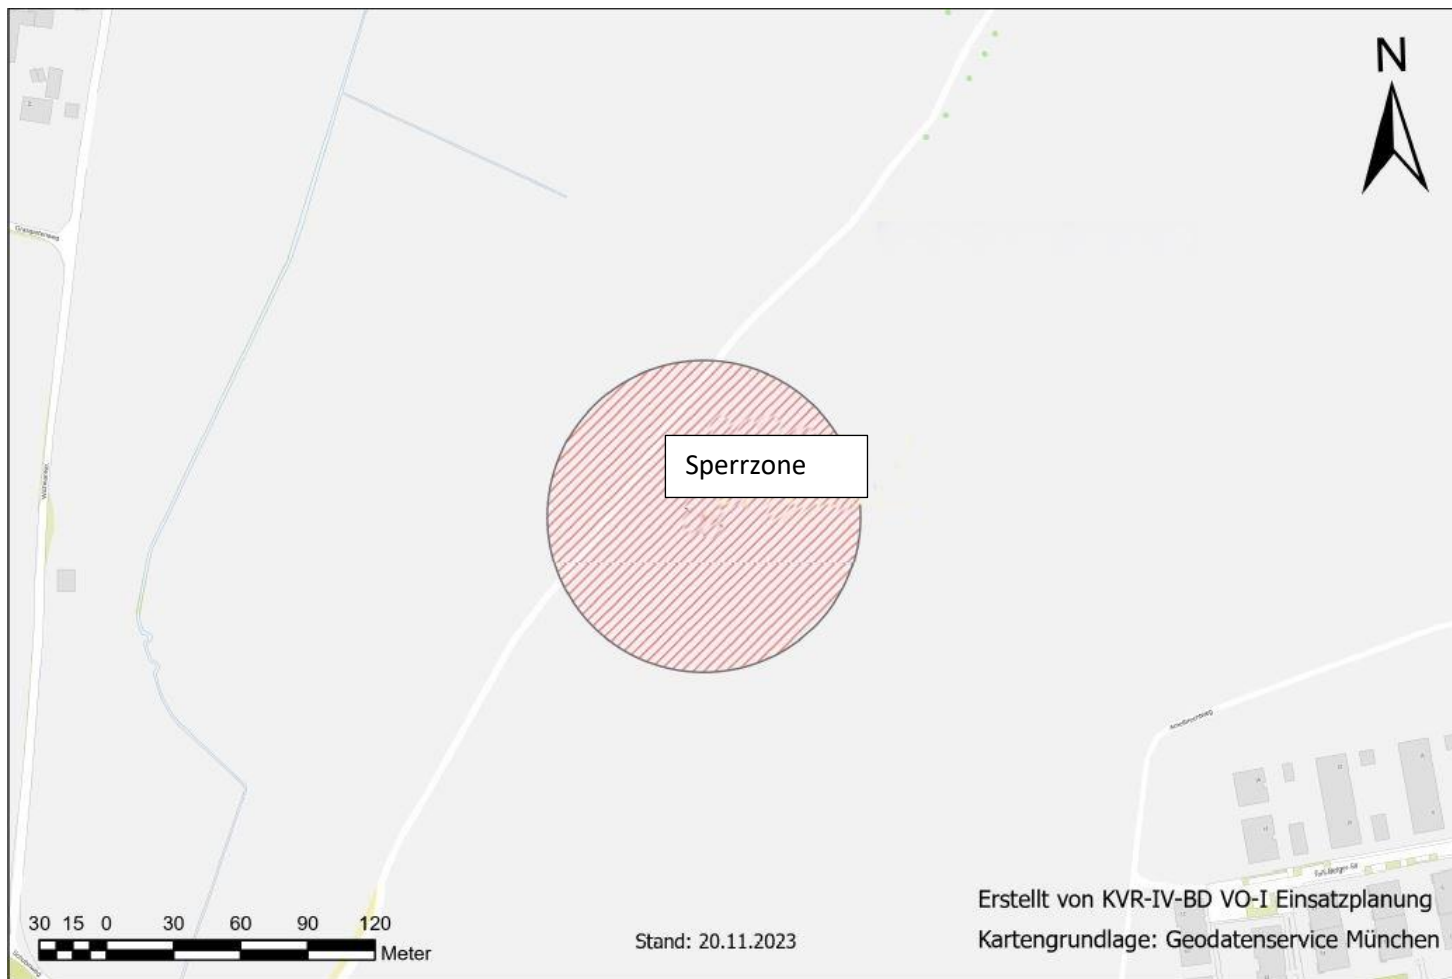 N
Grasgartenweg
Sperrzone
Stand: 20.11.2023
Erstellt von KVR-IV-BD VO-I Einsatzplanung
Kartengrundlage: Geodatenservice München
30 15 0 30 60 90 120
Meter